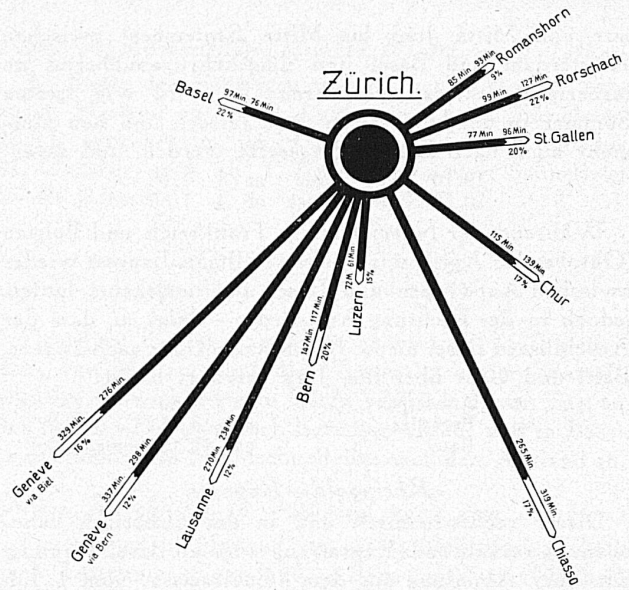 Zürich.
Romanshorn
85 Min 93 Min
9%
Rorschach
99 Min 127 Min
22%
St.Gallen
77 Min 96 Min.
20%
Basel
97 Min 76 Min
22%
115 Min
139 Min
Chur
72 M. 61 Min
15%
Luzern
147 Min 117 Min
20%
Bern
270 Min 238 Min
12%
Lausanne
337 Min 298 Min
12%
Genève
via Bern
329 Min. 276 Min
16%
Genève
via Biel
265 Min
319 Min.
17%
Chiasso